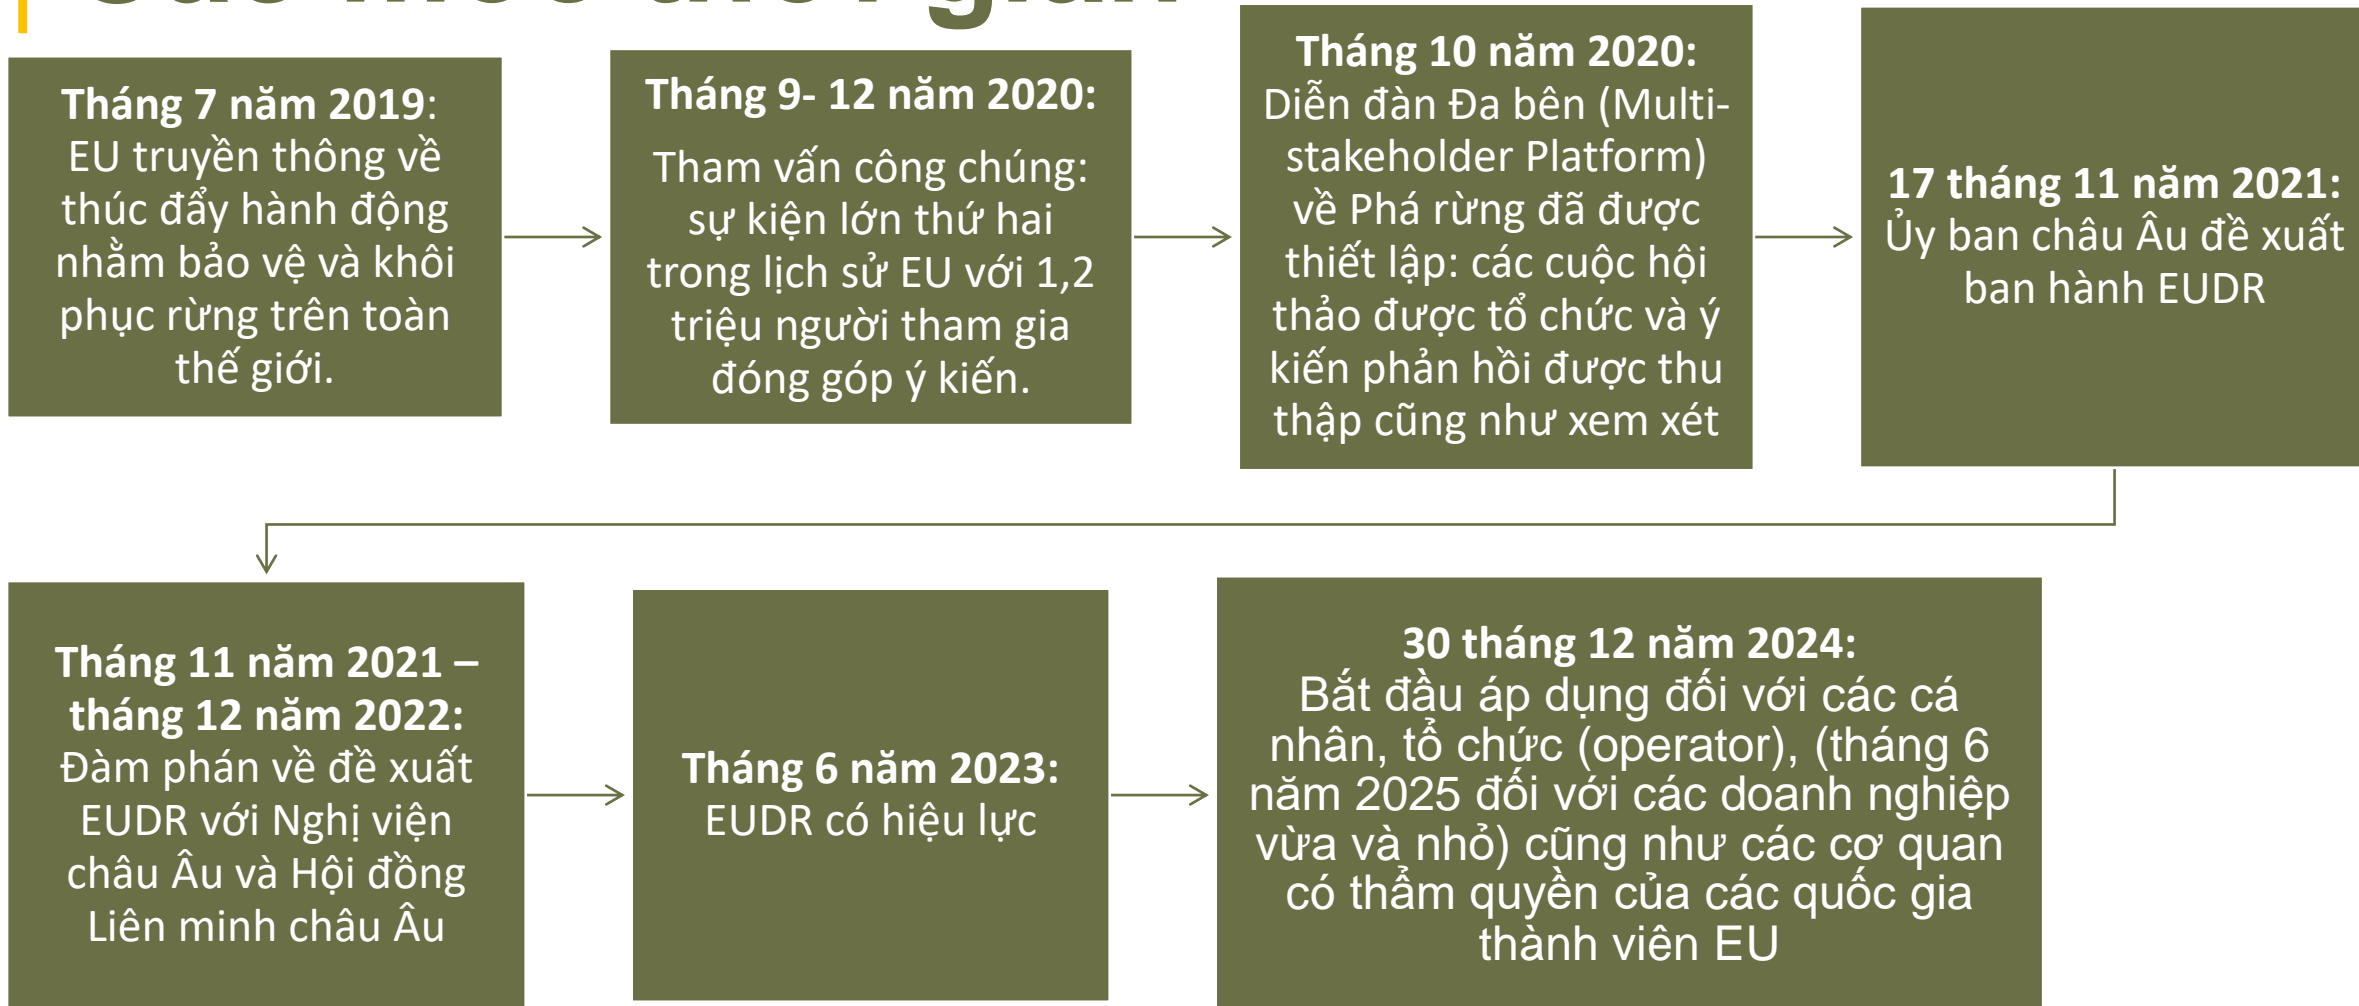 Các mốc thời gian
Tháng 7 năm 2019:
EU truyền thông về
thúc đẩy hành động
nhằm bảo vệ và khôi
phục rừng trên toàn
thế giới.
Tháng 9- 12 năm 2020:
Tham vấn công chúng:
sự kiện lớn thứ hai
trong lịch sử EU với 1,2
triệu người tham gia
đóng góp ý kiến.
Tháng 10 năm 2020:
Diễn đàn Đa bên (Multi-
stakeholder Platform)
về Phá rừng đã được
thiết lập: các cuộc hội
thảo được tổ chức và ý
kiến phản hồi được thu
thập cũng như xem xét
17 tháng 11 năm 2021:
Ủy ban châu Âu đề xuất
ban hành EUDR
Tháng 11 năm 2021 –
tháng 12 năm 2022:
Đàm phán về đề xuất
EUDR với Nghị viện
châu Âu và Hội đồng
Liên minh châu Âu
Tháng 6 năm 2023:
EUDR có hiệu lực
30 tháng 12 năm 2024:
Bắt đầu áp dụng đối với các cá
nhân, tổ chức (operator), (tháng 6
năm 2025 đối với các doanh nghiệp
vừa và nhỏ) cũng như các cơ quan
có thẩm quyền của các quốc gia
thành viên EU